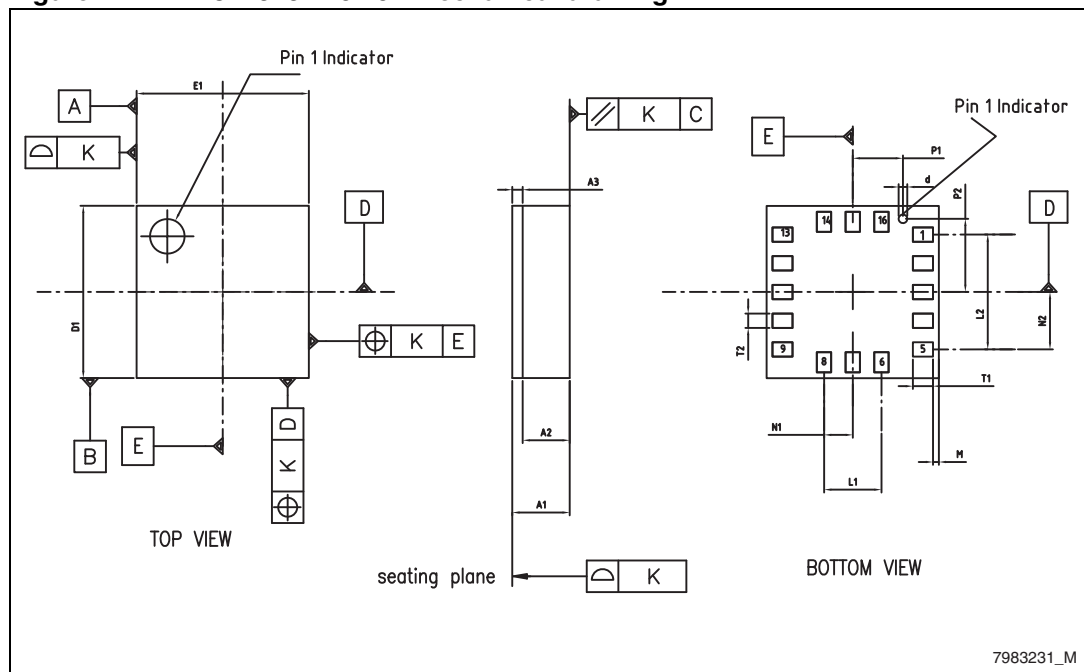 Pin 1 Indicator
E1
A
K
D
D1
K
E
B
E
K
D
TOP VIEW
K
C
A3
A2
A1
seating plane
K
E
P1
Pin 1 Indicator
d
P2
D
13
14
16
1
L2
N2
T2
9
8
6
5
T1
N1
M
L1
BOTTOM VIEW
7983231_M